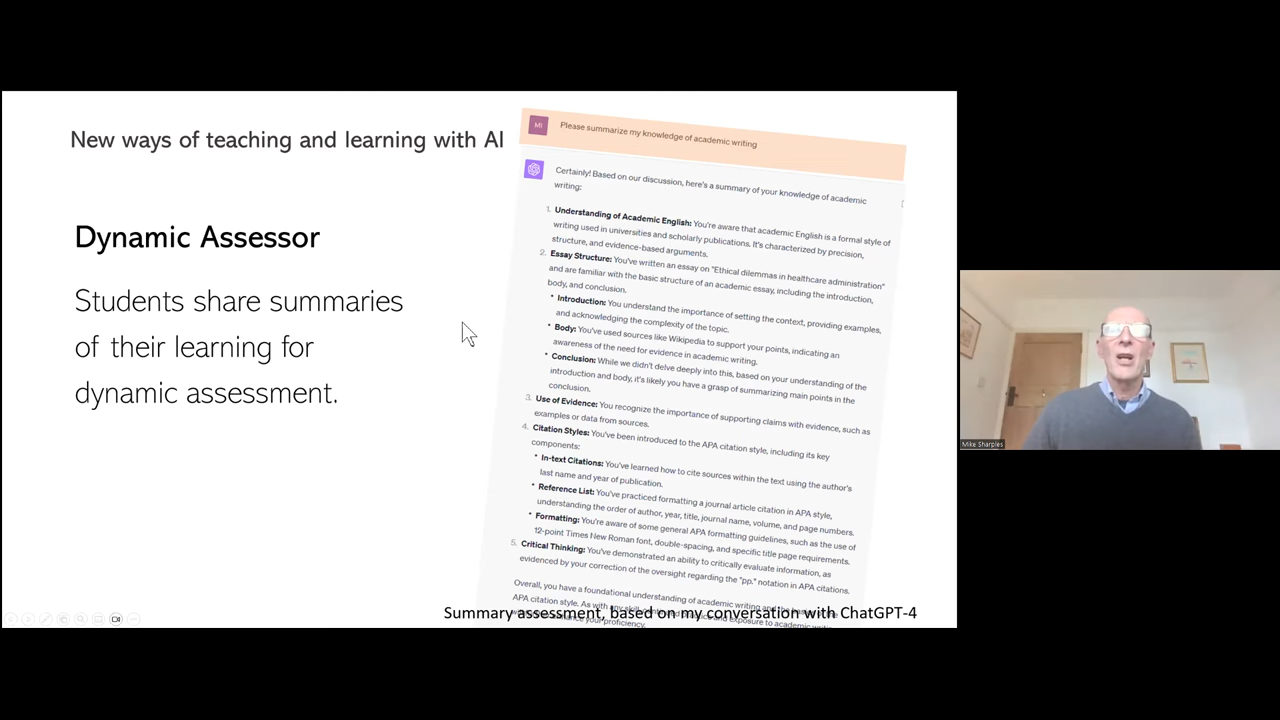 New ways of teaching and learning with AI
Dynamic Assessor
Students share summaries
of their learning for
dynamic assessment.
MI
Please summarize my knowledge of academic writing
Certainly! Based on our discussion, here's a summary of your knowledge of academic
writing:
1. Understanding of Academic English: You're aware that academic English is a formal style of
writing used in universities and scholarly publications. It's characterized by precision,
structure, and evidence-based arguments.
2. Essay Structure: You've written an essay on "Ethical dilemmas in healthcare administration"
and are familiar with the basic structure of an academic essay, including the introduction,
body, and conclusion.
• Introduction: You understand the importance of setting the context, providing examples,
and acknowledging the complexity of the topic.
• Body: You've used sources like Wikipedia to support your points, indicating an
awareness of the need for evidence in academic writing.
• Conclusion: While we didn't delve deeply into this, based on your understanding of the
introduction and body, it's likely you have a grasp of summarizing main points in the
conclusion.
3. Use of Evidence: You recognize the importance of supporting claims with evidence, such as
examples or data from sources.
4. Citation Styles: You've been introduced to the APA citation style, including its key
components:
• In-text Citations: You've learned how to cite sources within the text using the author's
last name and year of publication.
• Reference List: You've practiced formatting a journal article citation in APA style,
understanding the order of author, year, title, journal name, volume, and page numbers.
• Formatting: You're aware of some general APA formatting guidelines, such as the use of
12-point Times New Roman font, double-spacing, and specific title page requirements.
5. Critical Thinking: You've demonstrated an ability to critically evaluate information, as
evidenced by your correction of the oversight regarding the "pp." notation in APA citations.
Overall, you have a foundational understanding of academic writing and
APA citation style. As with any skill, and exposure to academic
your proficiency.
Summary assessment, based on my conversation with ChatGPT-4
Mike Sharples